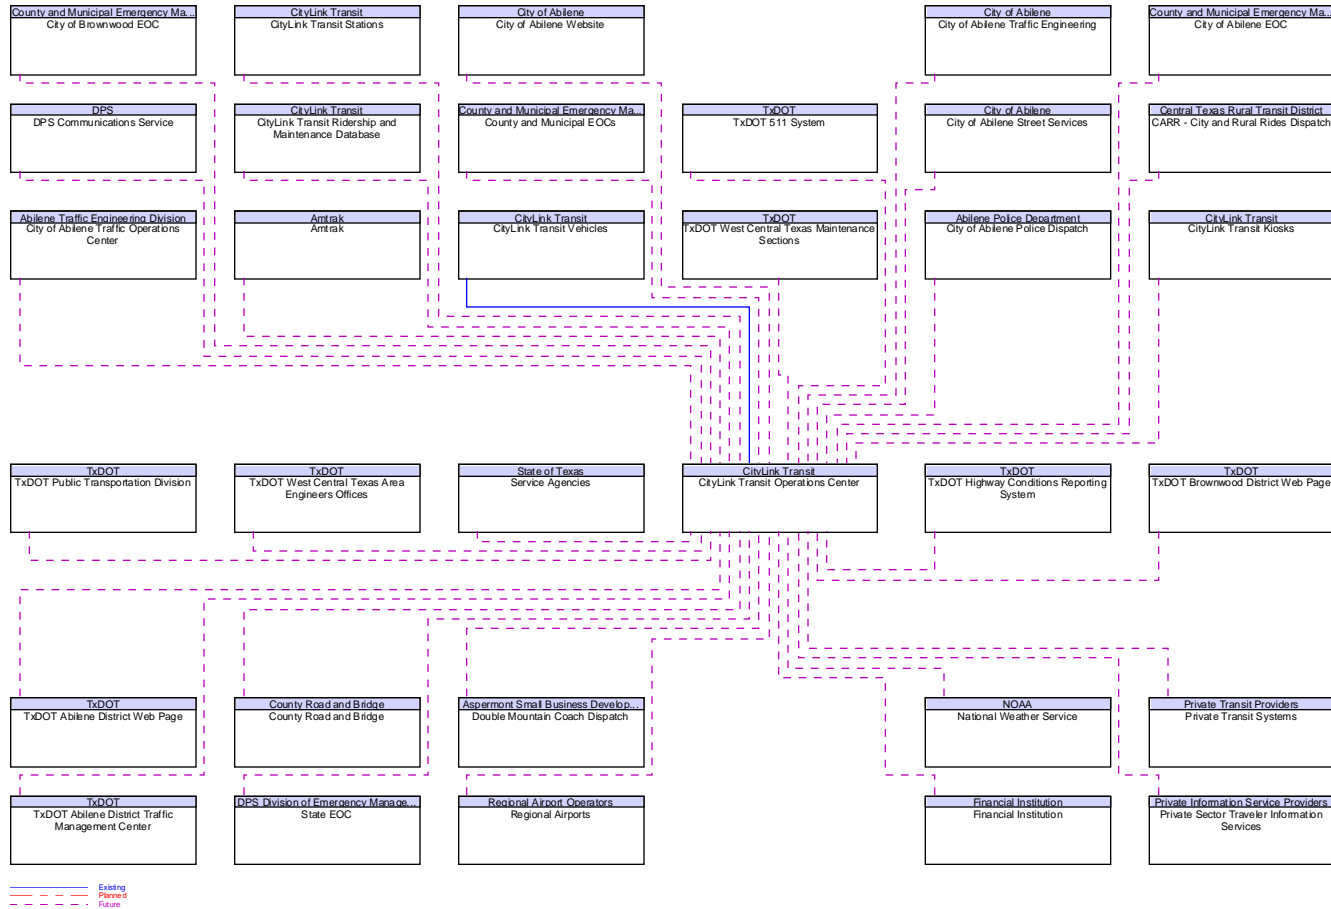 County and Municipal Emergency Ma...
City of Brownwood EOC
CityLink Transit
CityLink Transit Stations
City of Abilene
City of Abilene Website
City of Abilene
City of Abilene Traffic Engineering
County and Municipal Emergency Ma...
City of Abilene EOC
DPS
DPS Communications Service
CityLink Transit
CityLink Transit Ridership and
Maintenance Database
County and Municipal Emergency Ma...
County and Municipal EOCs
TxDOT
TxDOT 511 System
City of Abilene
City of Abilene Street Services
Central Texas Rural Transit District
CARR - City and Rural Rides Dispatch
Abilene Traffic Engineering Division
City of Abilene Traffic Operations
Center
Amtrak
Amtrak
CityLink Transit
CityLink Transit Vehicles
TxDOT
TxDOT West Central Texas Maintenance
Sections
Abilene Police Department
City of Abilene Police Dispatch
CityLink Transit
CityLink Transit Kiosks
TxDOT
TxDOT Public Transportation Division
TxDOT
TxDOT West Central Texas Area
Engineers Offices
State of Texas
Service Agencies
CityLink Transit
CityLink Transit Operations Center
TxDOT
TxDOT Highway Conditions Reporting
System
TxDOT
TxDOT Brownwood District Web Page
TxDOT
TxDOT Abilene District Web Page
County Road and Bridge
County Road and Bridge
Aspermont Small Business Develop...
Double Mountain Coach Dispatch
NOAA
National Weather Service
Private Transit Providers
Private Transit Systems
TxDOT
TxDOT Abilene District Traffic
Management Center
DPS Division of Emergency Manage...
State EOC
Regional Airport Operators
Regional Airports
Financial Institution
Financial Institution
Private Information Service Providers
Private Sector Traveler Information
Services
Existing
Planned
Future